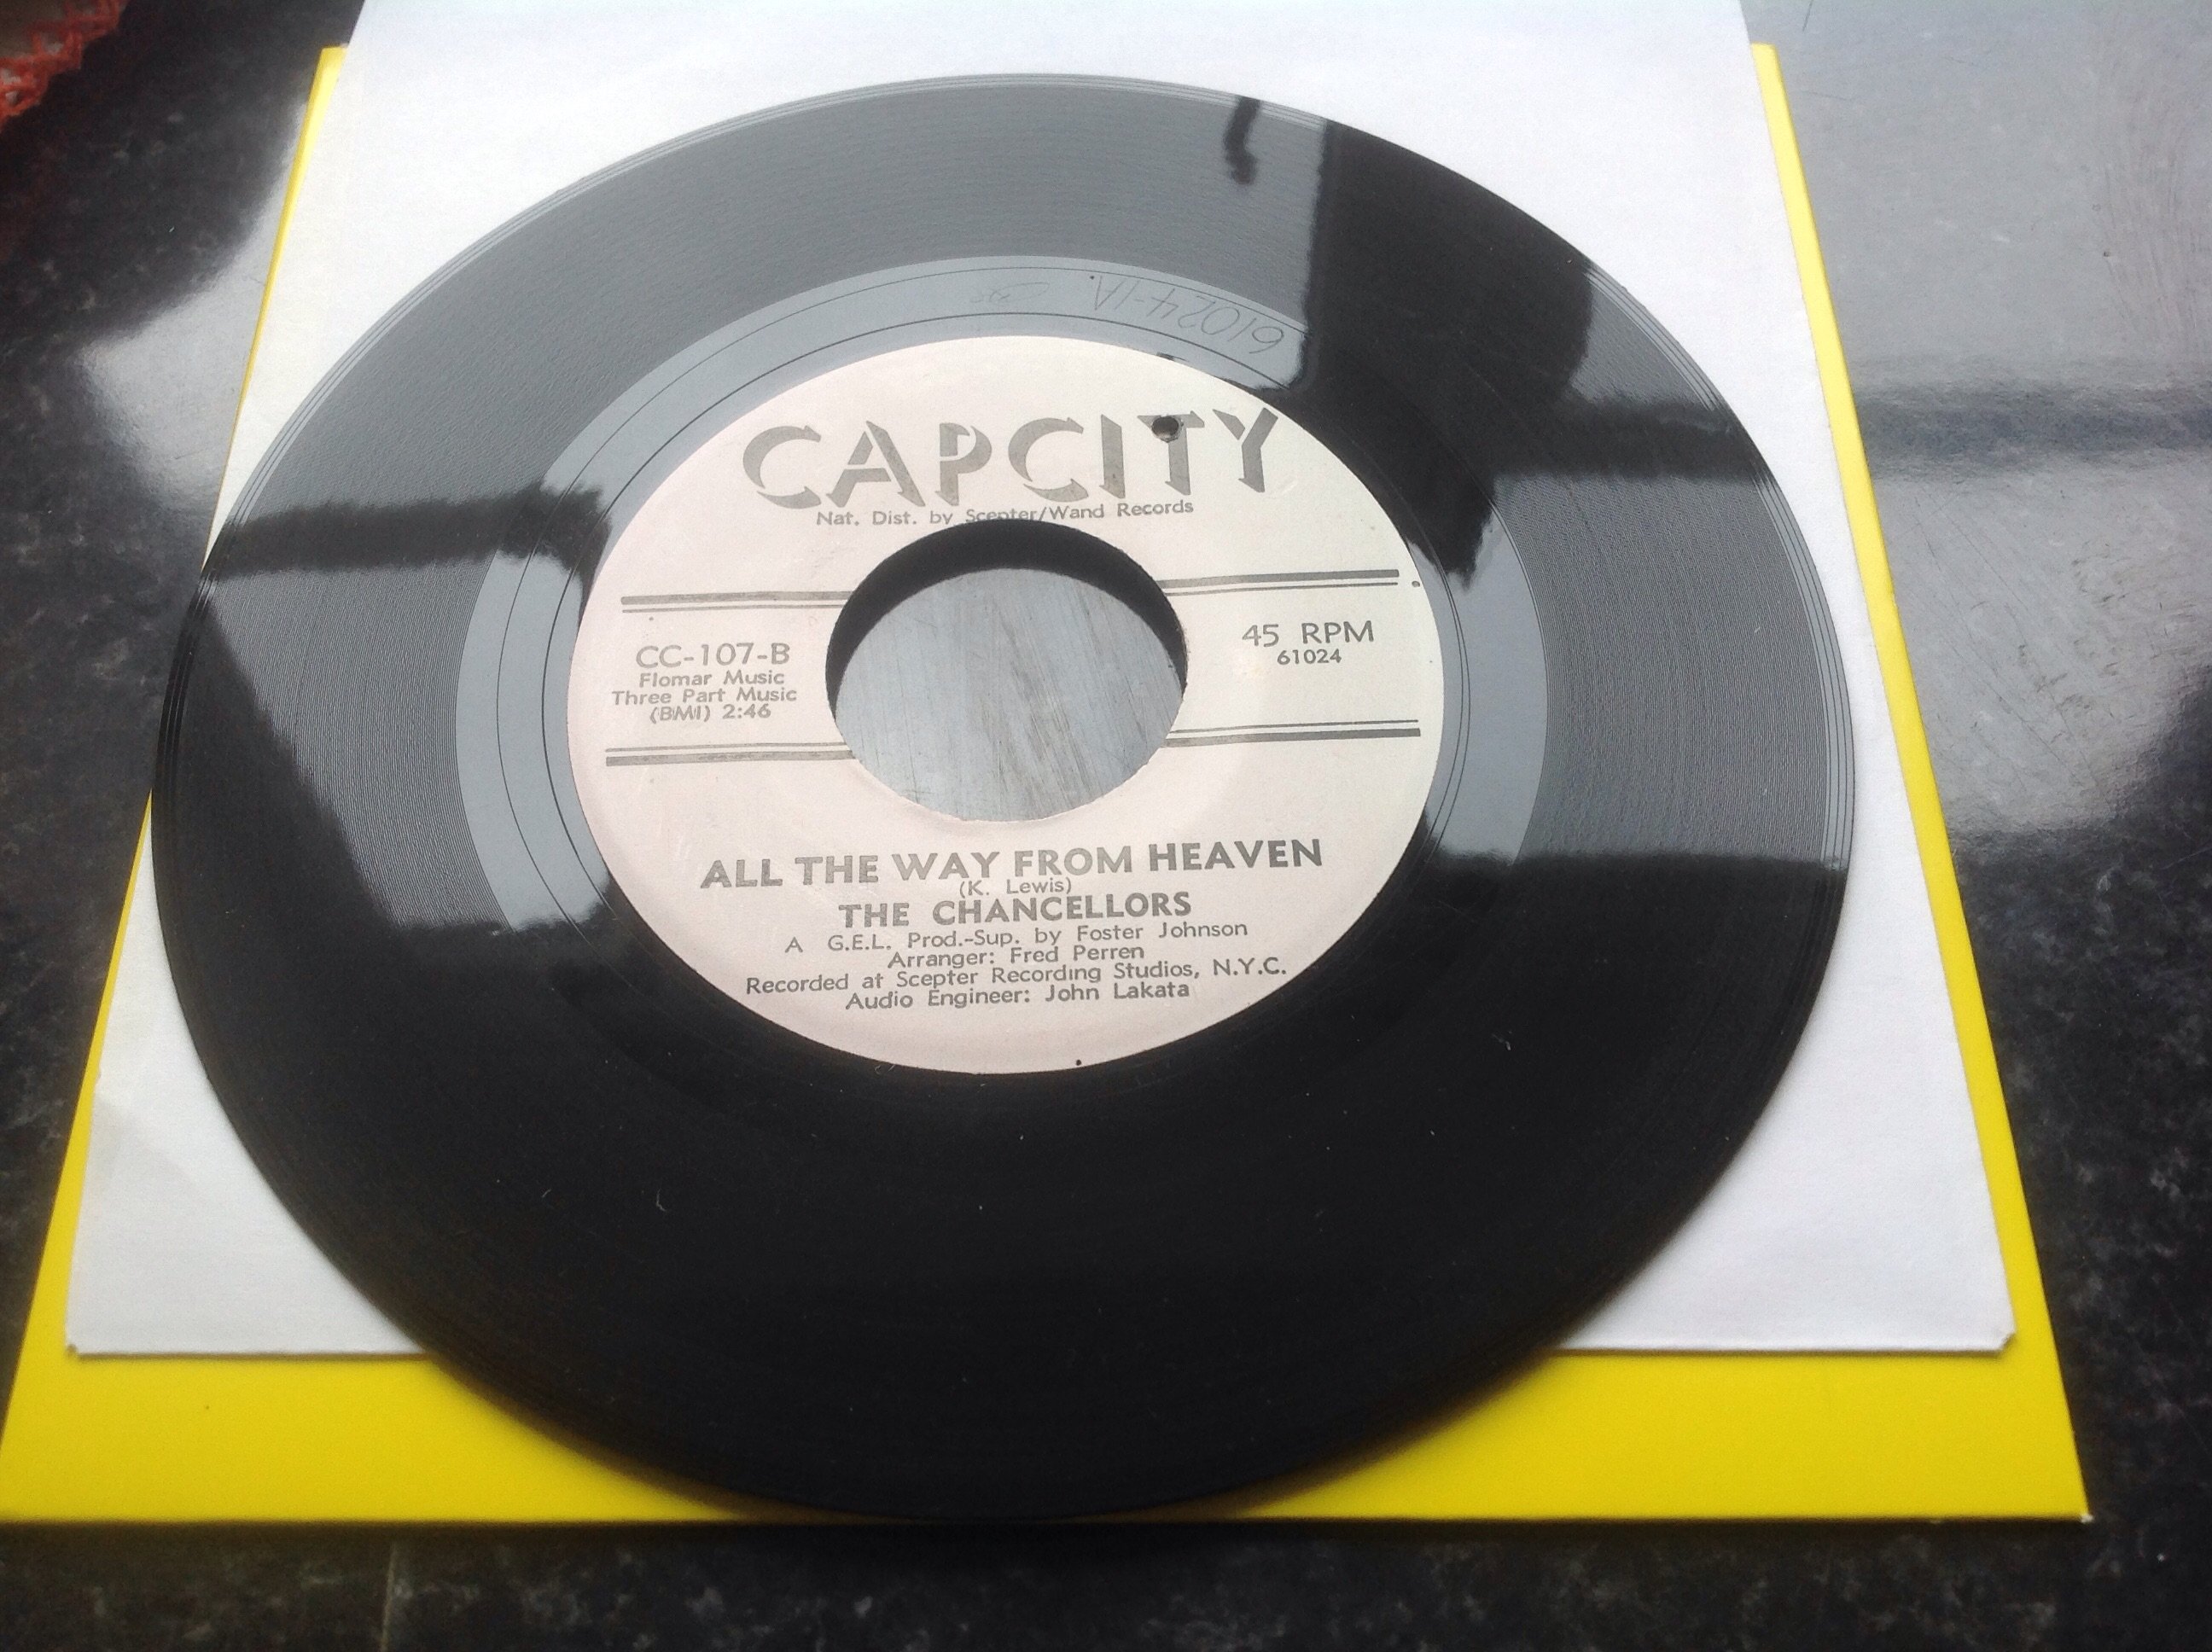 61024-1A
CAPCITY
Nat. Dist. by Scepter/Wand Records
CC-107-B
Flomar Music
Three Part Music
(BMI) 2:46
45 RPM
61024
ALL THE WAY FROM HEAVEN
(K. Lewis)
THE CHANCELLORS
A G.E.L. Prod.-Sup. by Foster Johnson
Arranger: Fred Perren
Recorded at Scepter Recording Studios, N.Y.C.
Audio Engineer: John Lakata